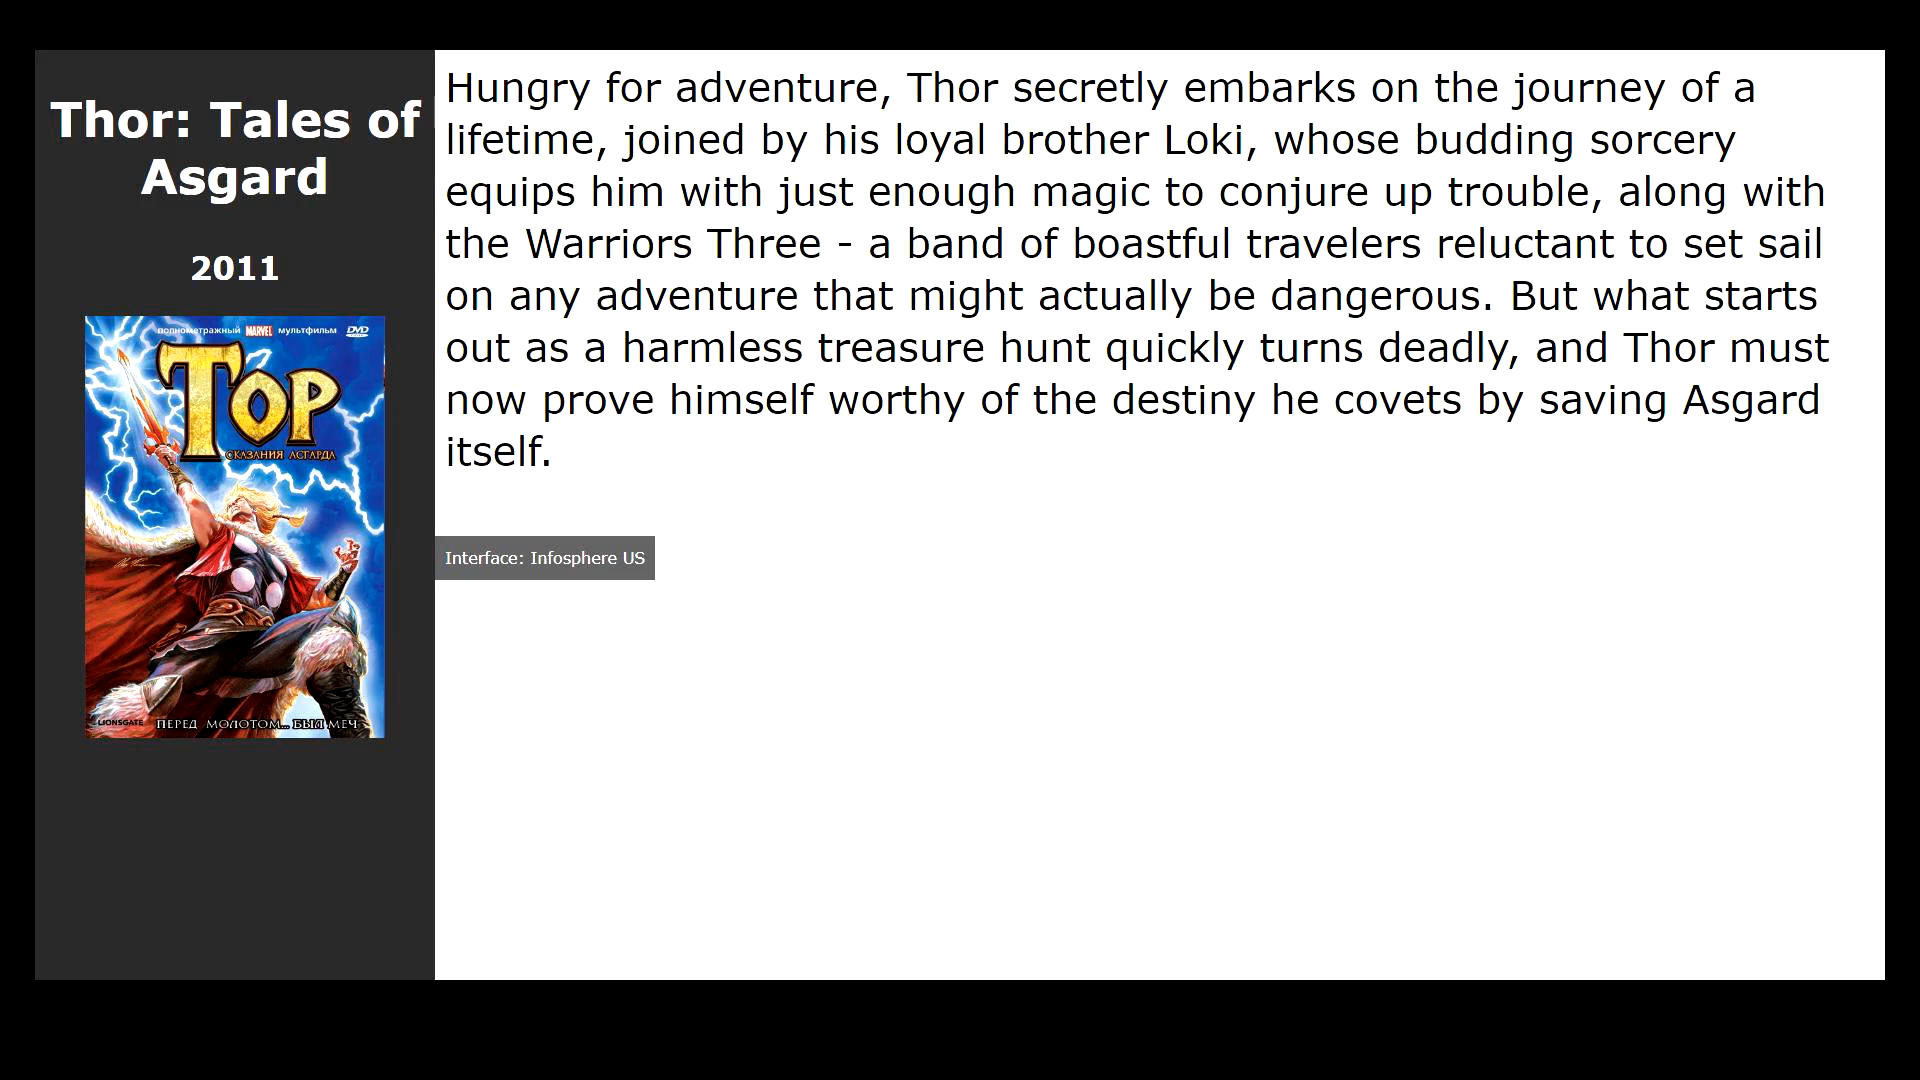 Thor: Tales of
Asgard
2011
полнометражный MARVEL мультфильм DVD
ТОР
СКАЗАНИЯ АСГАРДА
LIONSGATE
ПЕРЕД МОЛОТОМ... БЫЛ МЕЧ
Hungry for adventure, Thor secretly embarks on the journey of a
lifetime, joined by his loyal brother Loki, whose budding sorcery
equips him with just enough magic to conjure up trouble, along with
the Warriors Three - a band of boastful travelers reluctant to set sail
on any adventure that might actually be dangerous. But what starts
out as a harmless treasure hunt quickly turns deadly, and Thor must
now prove himself worthy of the destiny he covets by saving Asgard
itself.
Interface: Infosphere US